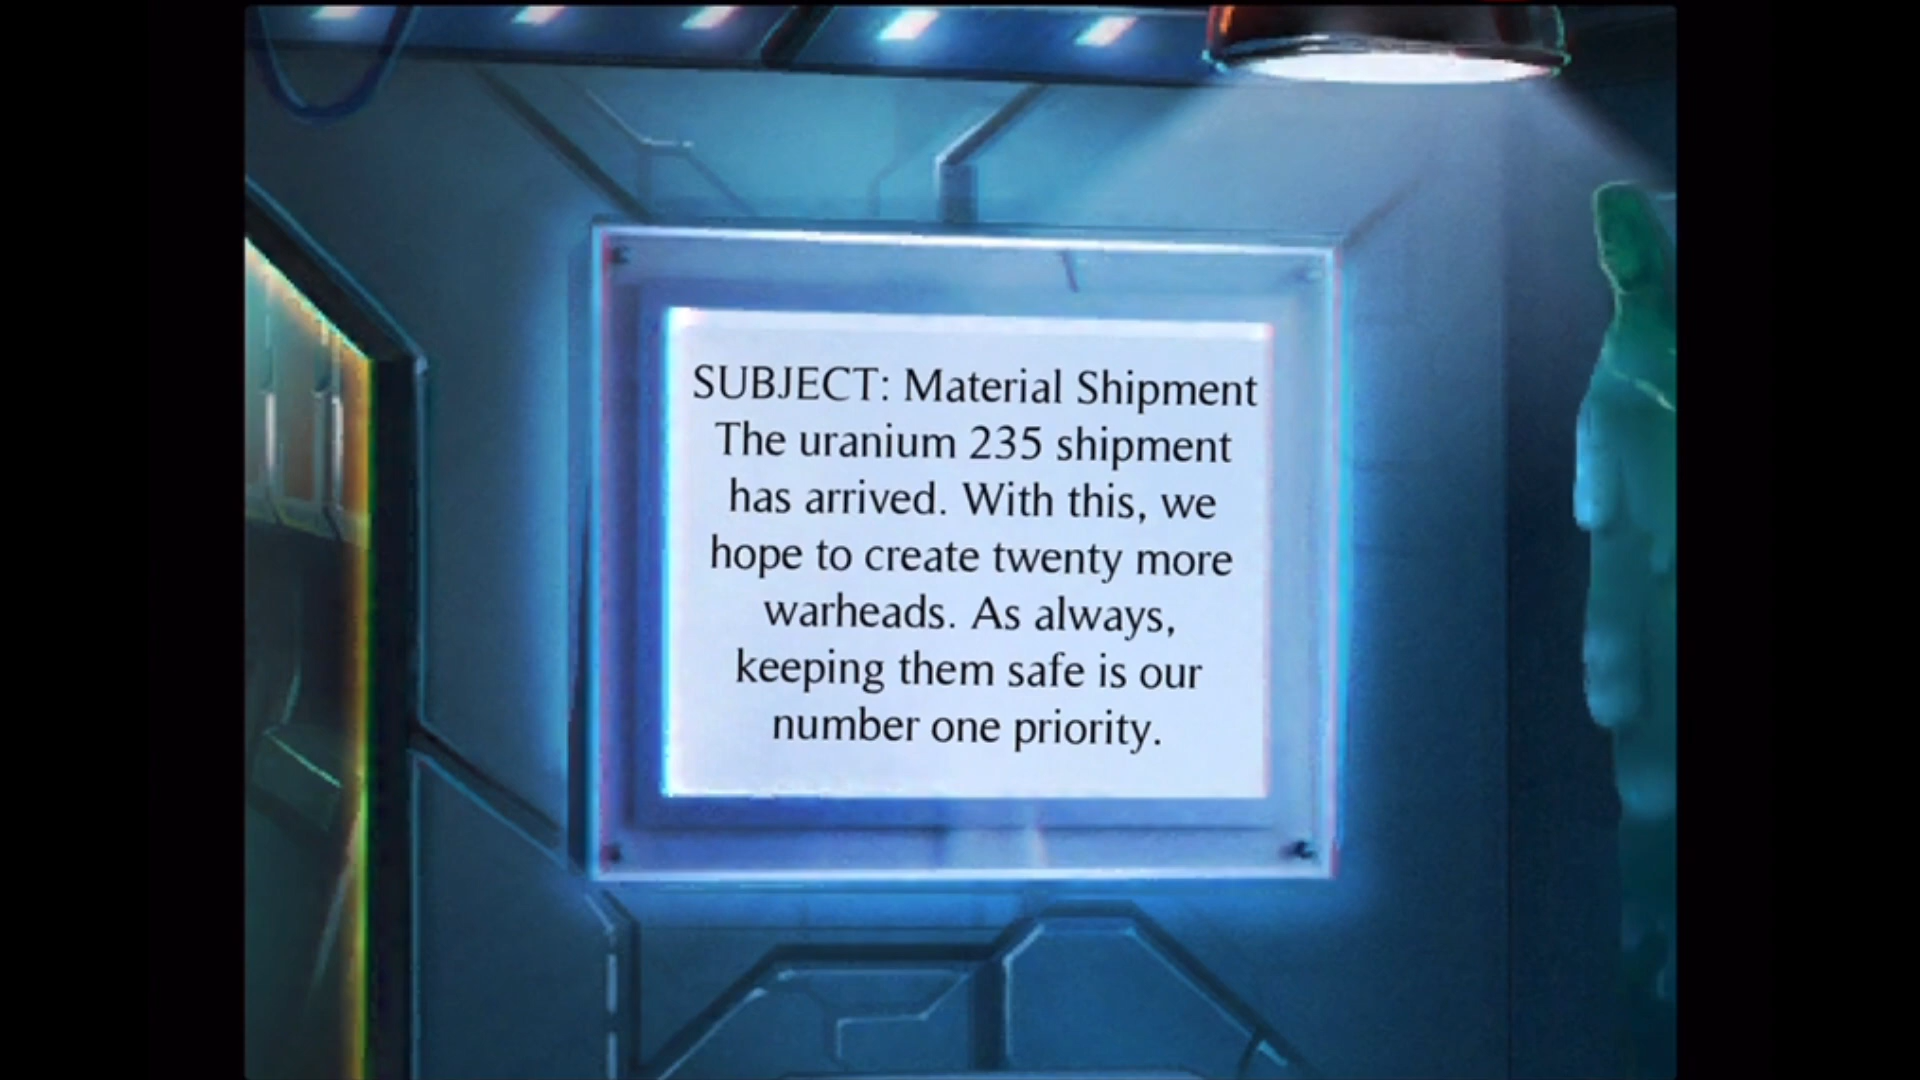 SUBJECT: Material Shipment
The uranium 235 shipment
has arrived. With this, we
hope to create twenty more
warheads. As always,
keeping them safe is our
number one priority.